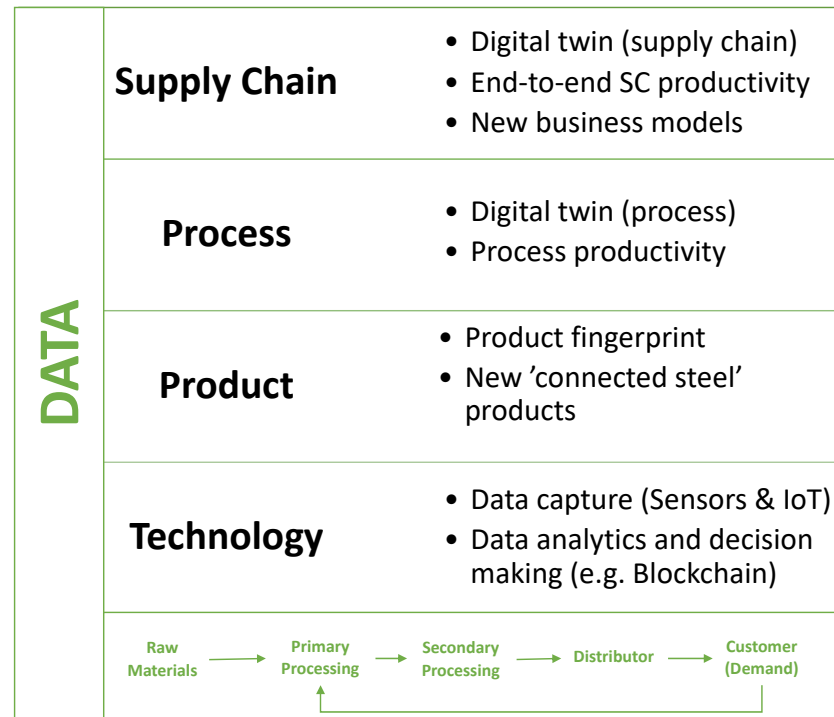 DATA
Supply Chain
• Digital twin (supply chain)
• End-to-end SC productivity
• New business models
Process
• Digital twin (process)
• Process productivity
Product
• Product fingerprint
• New ’connected steel’
products
Technology
• Data capture (Sensors & IoT)
• Data analytics and decision
making (e.g. Blockchain)
Raw
Materials
Primary
Processing
Secondary
Processing
Distributor
Customer
(Demand)